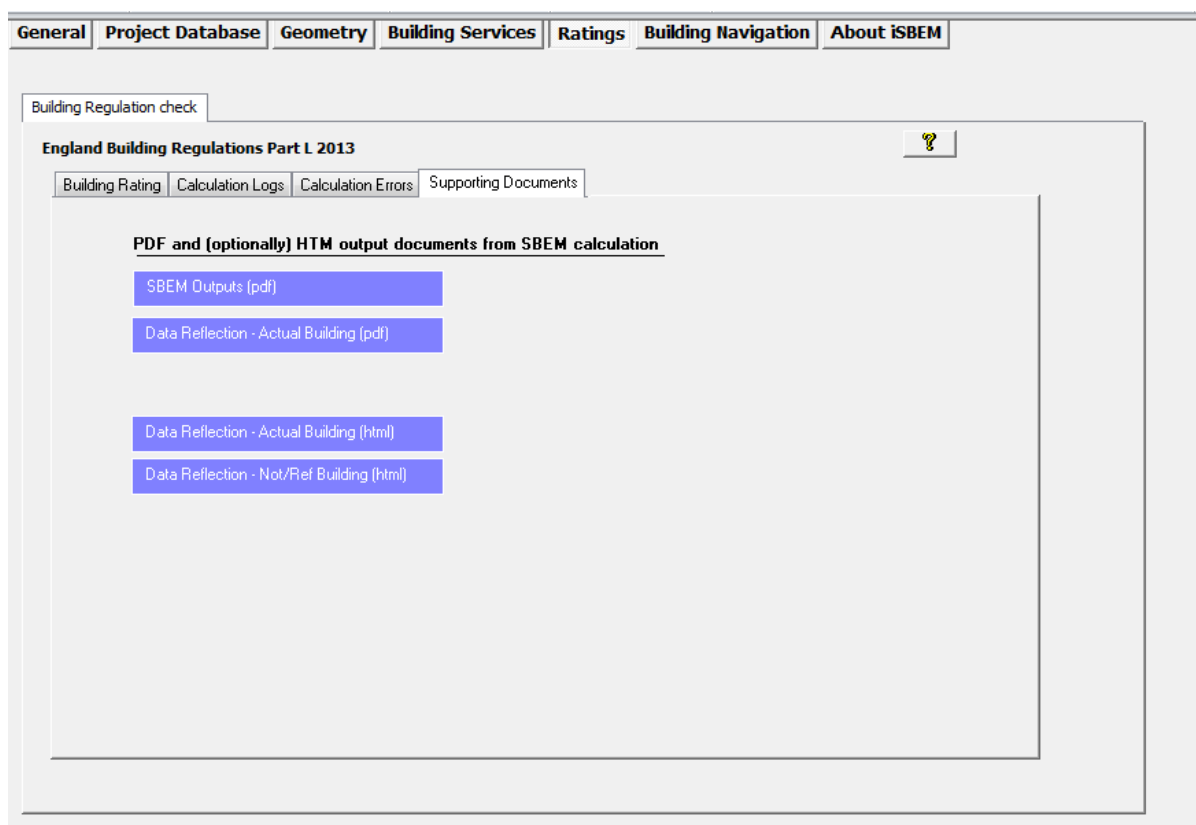 General Project Database Geometry Building Services Ratings Building Navigation About iSBEM
Building Regulation check
England Building Regulations Part L 2013
?
Building Rating Calculation Logs Calculation Errors Supporting Documents
PDF and (optionally) HTM output documents from SBEM calculation
SBEM Outputs (pdf)
Data Reflection - Actual Building (pdf)
Data Reflection - Actual Building (html)
Data Reflection - Not/Ref Building (html)